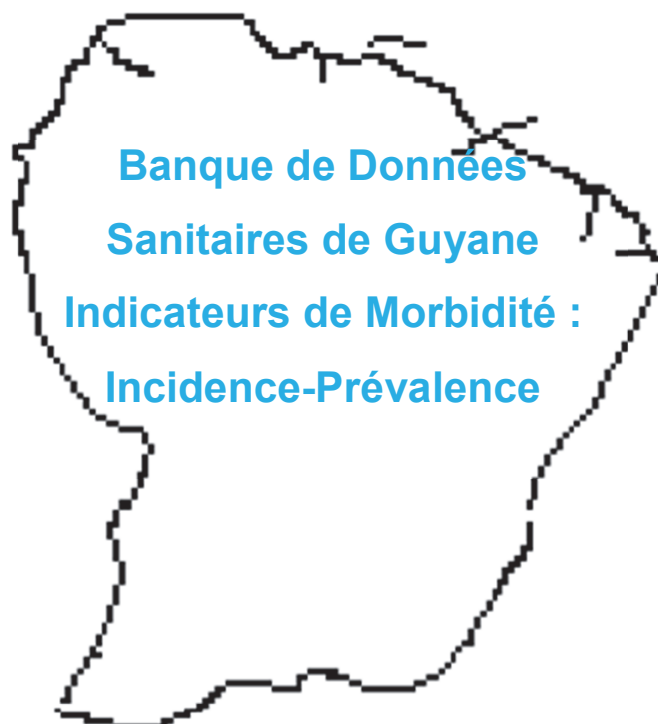 Banque de Données
Sanitaires de Guyane
Indicateurs de Morbidité :
Incidence-Prévalence